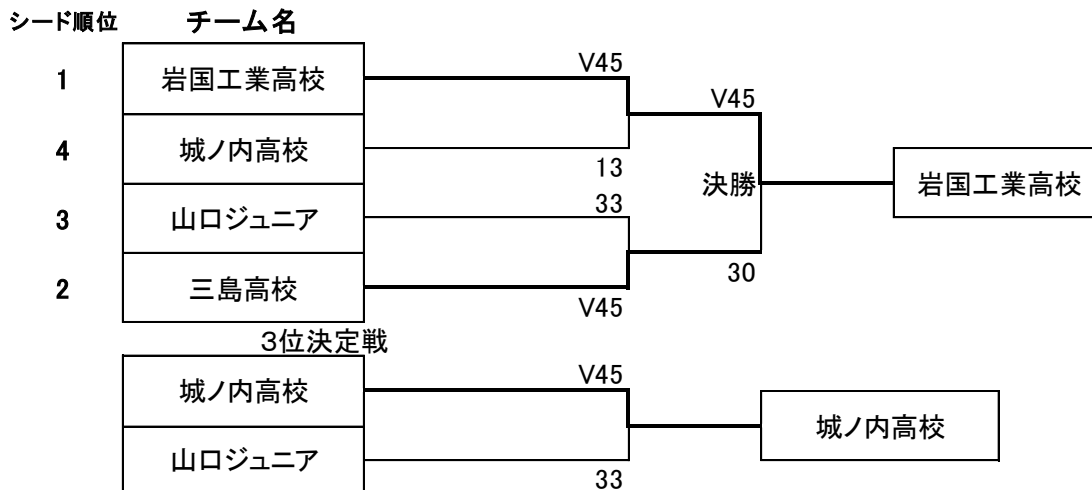 シード順位 チーム名
1 岩国工業高校 V45
V45
4 城ノ内高校 13
決勝 岩国工業高校
3 山口ジュニア 33
30
2 三島高校 V45
3位決定戦
城ノ内高校 V45
城ノ内高校
山口ジュニア 33